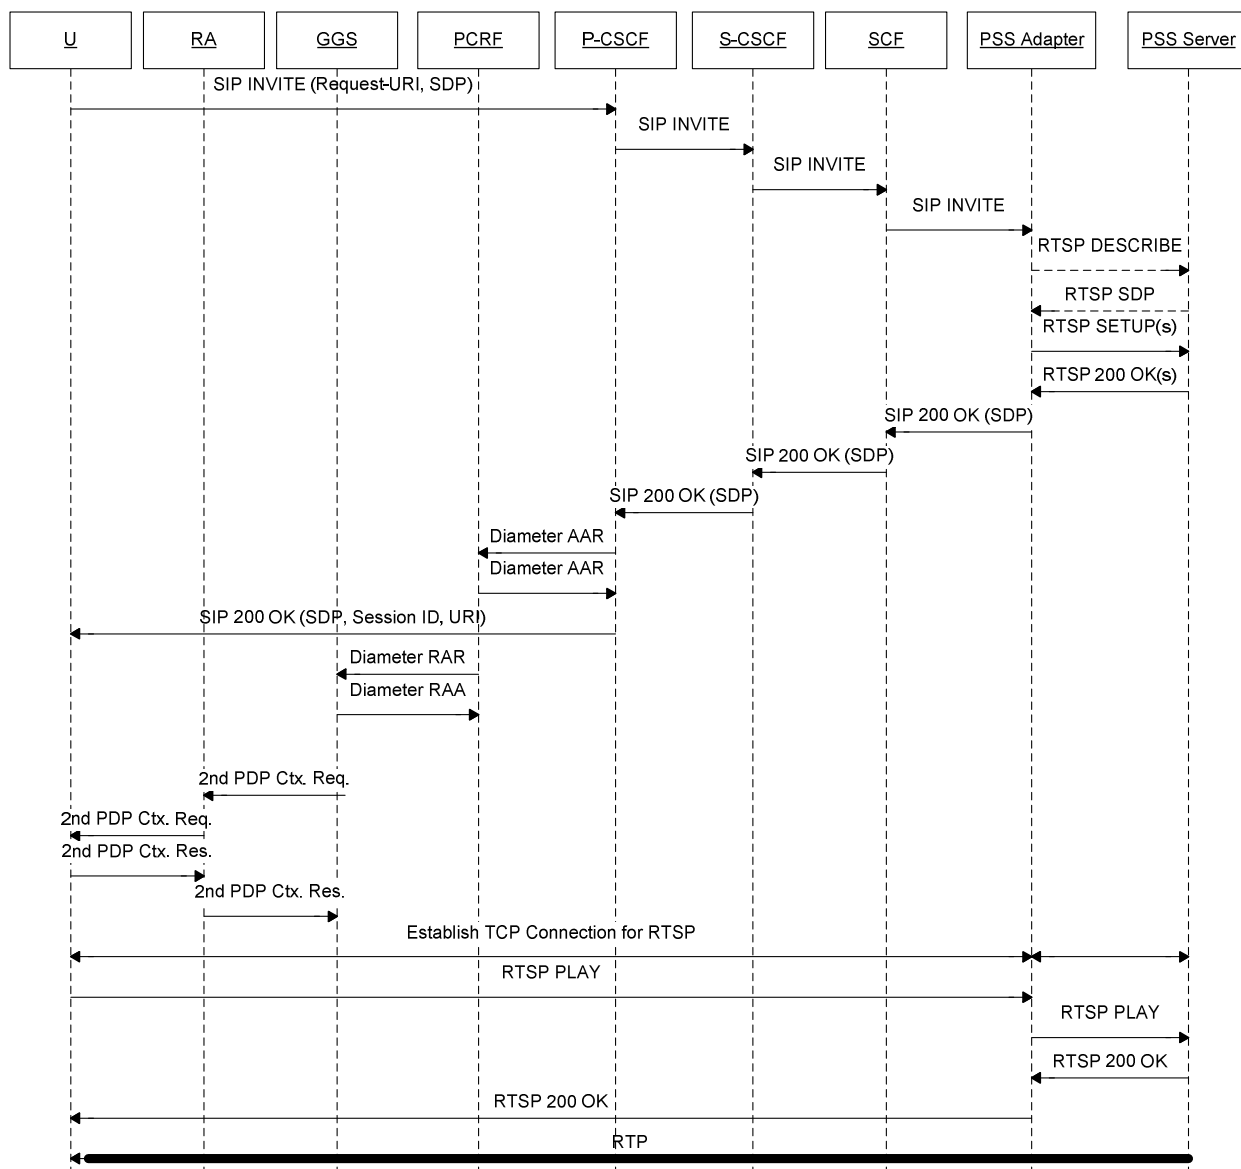 U RA GGS PCRF P-CSCF S-CSCF SCF PSS Adapter PSS Server
SIP INVITE (Request-URI, SDP)
SIP INVITE
SIP INVITE
SIP INVITE
RTSP DESCRIBE
RTSP SDP
RTSP SETUP(s)
RTSP 200 OK(s)
SIP 200 OK (SDP)
SIP 200 OK (SDP)
SIP 200 OK (SDP)
Diameter AAR
Diameter AAR
SIP 200 OK (SDP, Session ID, URI)
Diameter RAR
Diameter RAA
2nd PDP Ctx. Req.
2nd PDP Ctx. Req.
2nd PDP Ctx. Res.
2nd PDP Ctx. Res.
Establish TCP Connection for RTSP
RTSP PLAY
RTSP PLAY
RTSP 200 OK
RTSP 200 OK
RTP